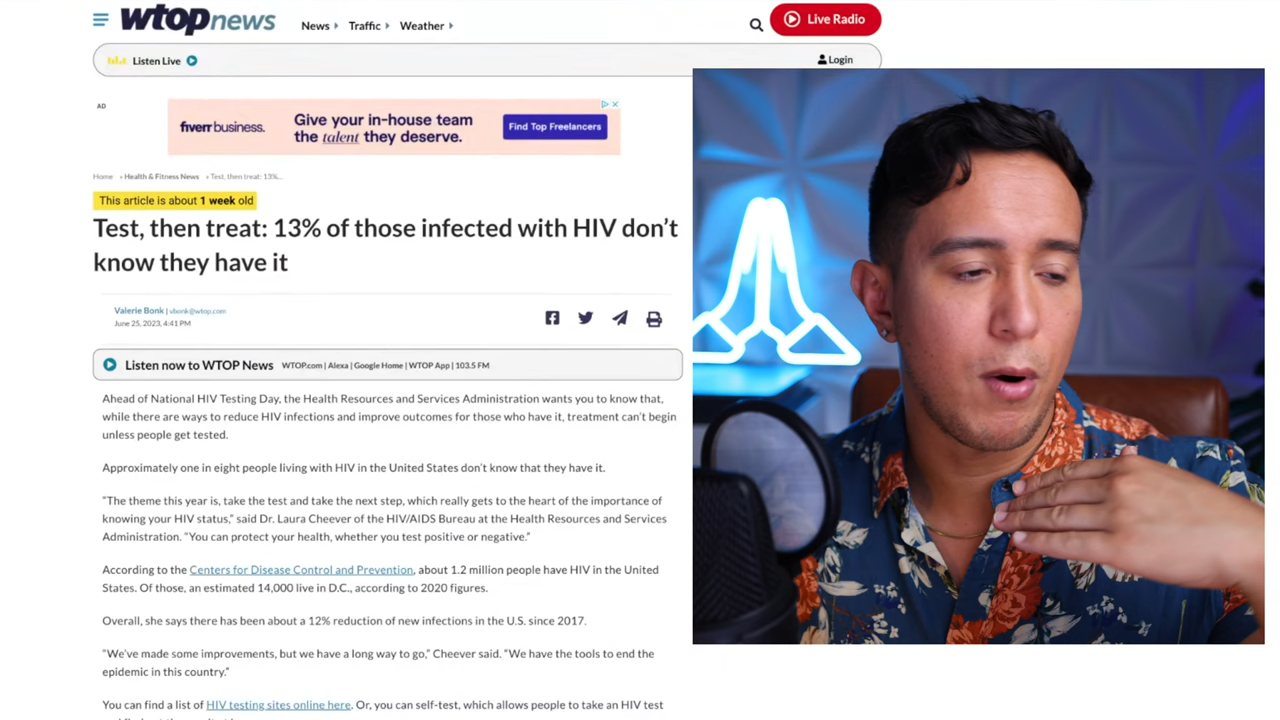 wtopnews
News
Traffic
Weather
Live Radio
Listen Live
Login
AD
fiverr business.
Give your in-house team
the talent they deserve.
Find Top Freelancers
Home » Health & Fitness News » Test, then treat: 13%...
This article is about 1 week old
Test, then treat: 13% of those infected with HIV don't
know they have it
Valerie Bonk | vbonk@wtop.com
June 25, 2023, 4:41 PM
Listen now to WTOP News WTOP.com | Alexa | Google Home | WTOP App | 103.5 FM
Ahead of National HIV Testing Day, the Health Resources and Services Administration wants you to know that,
while there are ways to reduce HIV infections and improve outcomes for those who have it, treatment can't begin
unless people get tested.
Approximately one in eight people living with HIV in the United States don't know that they have it.
“The theme this year is, take the test and take the next step, which really gets to the heart of the importance of
knowing your HIV status,” said Dr. Laura Cheever of the HIV/AIDS Bureau at the Health Resources and Services
Administration. “You can protect your health, whether you test positive or negative.”
According to the Centers for Disease Control and Prevention, about 1.2 million people have HIV in the United
States. Of those, an estimated 14,000 live in D.C., according to 2020 figures.
Overall, she says there has been about a 12% reduction of new infections in the U.S. since 2017.
“We've made some improvements, but we have a long way to go,” Cheever said. “We have the tools to end the
epidemic in this country.”
You can find a list of HIV testing sites online here. Or, you can self-test, which allows people to take an HIV test